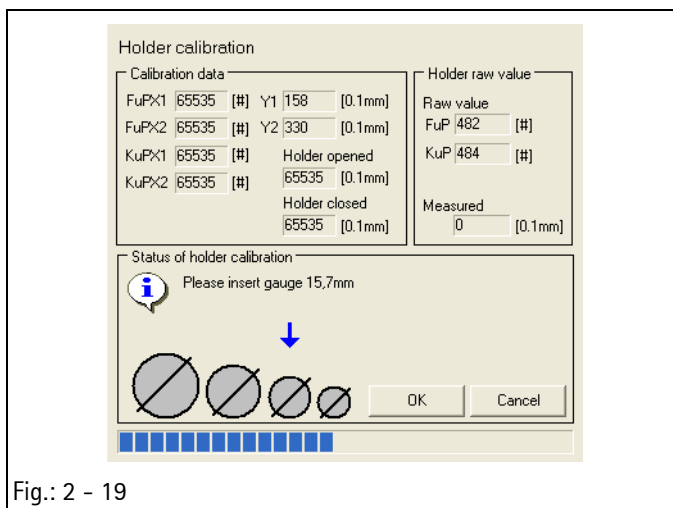 Holder calibration
Calibration data
FuPX1 65535 [#] Y1 158 [0.1mm]
FuPX2 65535 [#] Y2 330 [0.1mm]
KuPX1 65535 [#] Holder opened
65535 [0.1mm]
KuPX2 65535 [#]
Holder closed
65535 [0.1mm]
Holder raw value
Raw value
FuP 482 [#]
KuP 484 [#]
Measured
0 [0.1mm]
Status of holder calibration
Please insert gauge 15,7mm
OK Cancel
Fig.: 2 - 19